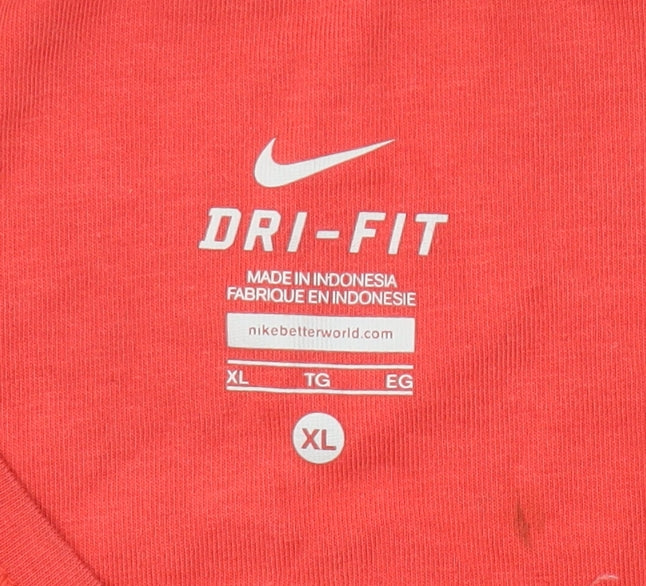 DRI-FIT
MADE IN INDONESIA
FABRIQUE EN INDONESIE
nikebetterworld.com
XL TG EG
XL